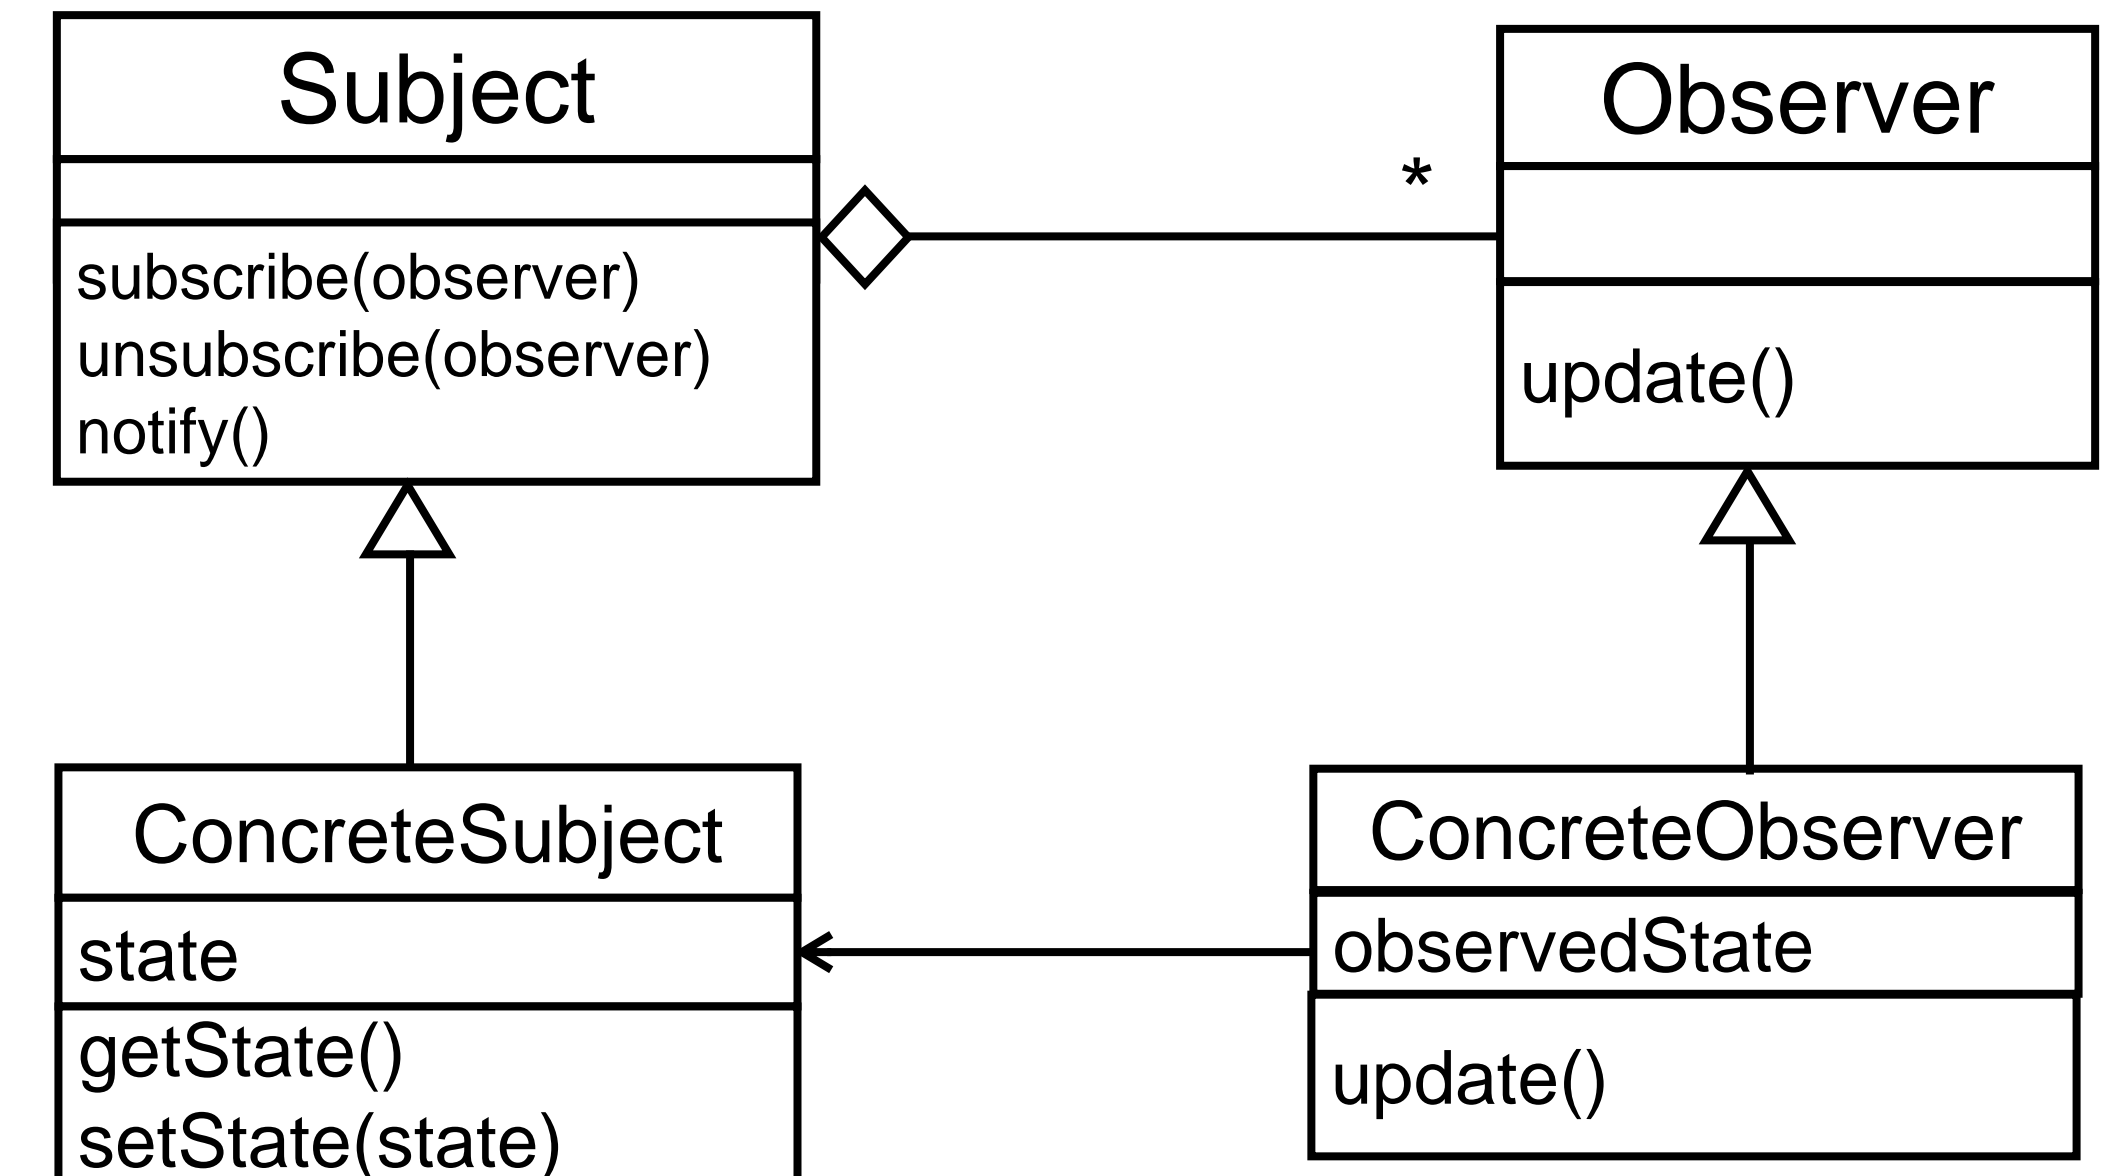 Subject
subscribe(observer)
unsubscribe(observer)
notify()
*
Observer
update()
ConcreteSubject
state
getState()
setState(state)
ConcreteObserver
observedState
update()